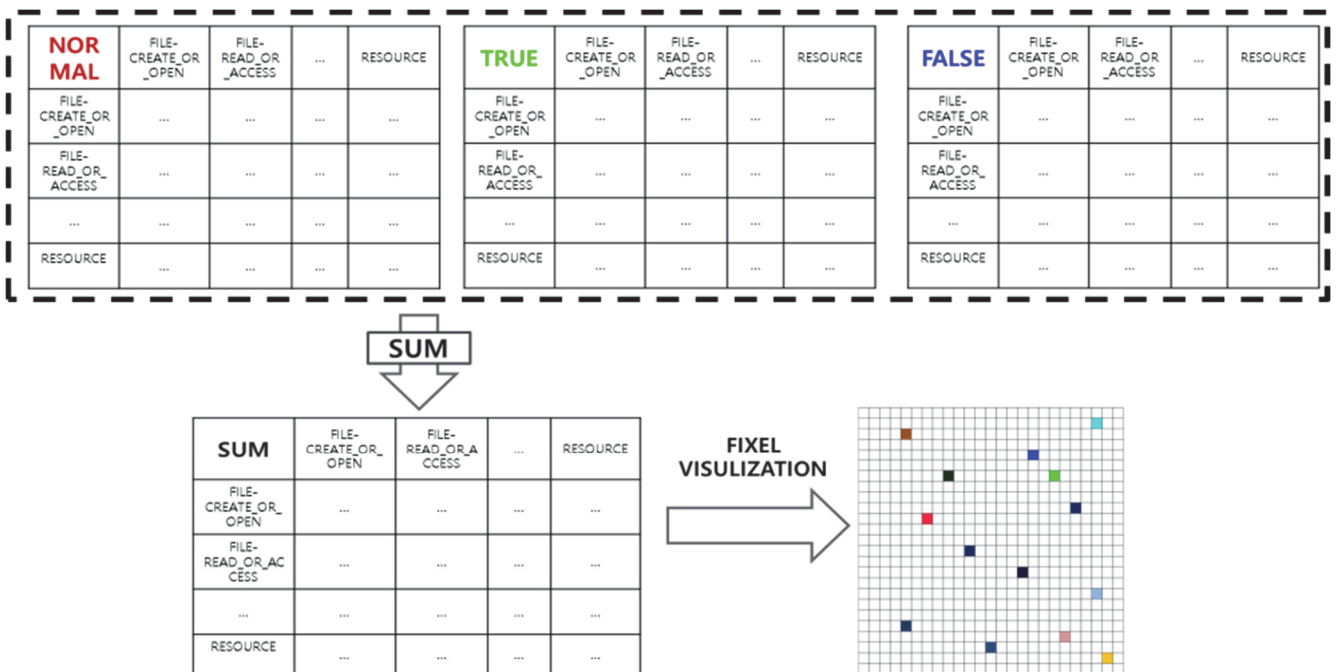 NOR
MAL
FILE-
CREATE_OR
_OPEN
FILE-
READ_OR
_ACCESS
...
RESOURCE
FILE-
CREATE_OR
_OPEN
... ... ... ...
FILE-
READ_OR_
ACCESS
... ... ... ...
... ... ... ... ...
RESOURCE
... ... ... ...
TRUE
FILE-
CREATE_OR
_OPEN
FILE-
READ_OR
_ACCESS
...
RESOURCE
FILE-
CREATE_OR
_OPEN
... ... ... ...
FILE-
READ_OR_
ACCESS
... ... ... ...
... ... ... ... ...
RESOURCE
... ... ... ...
FALSE
FILE-
CREATE_OR
_OPEN
FILE-
READ_OR
_ACCESS
...
RESOURCE
FILE-
CREATE_OR
_OPEN
... ... ... ...
FILE-
READ_OR_
ACCESS
... ... ... ...
... ... ... ... ...
RESOURCE
... ... ... ...
SUM
SUM
FILE-
CREATE_OR_
OPEN
FILE-
READ_OR_A
CCESS
...
RESOURCE
FILE-
CREATE_OR_
OPEN
... ... ... ...
FILE-
READ_OR_AC
CESS
... ... ... ...
... ... ... ... ...
RESOURCE
... ... ... ...
FIXEL
VISULIZATION